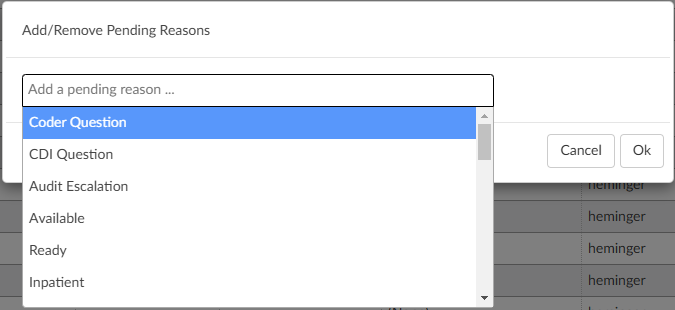 Add/Remove Pending Reasons
Add a pending reason ...
Coder Question
CDI Question
Audit Escalation
Available
Ready
Inpatient
Cancel
Ok
heminger
heminger
heminger
heminger